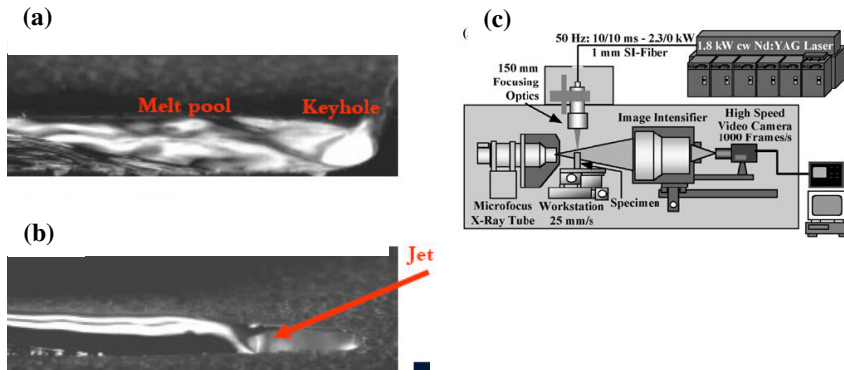 (a)
Melt pool
Keyhole
(b)
Jet
(c)
50 Hz: 10/10 ms - 2.3/0 kW
1 mm SI-Fiber
1.8 kW cw Nd:YAG Laser
150 mm
Focusing
Optics
Image Intensifier
High Speed
Video Camera
1000 Frames/s
Microfocus
X-Ray Tube
Workstation
25 mm/s
Specimen